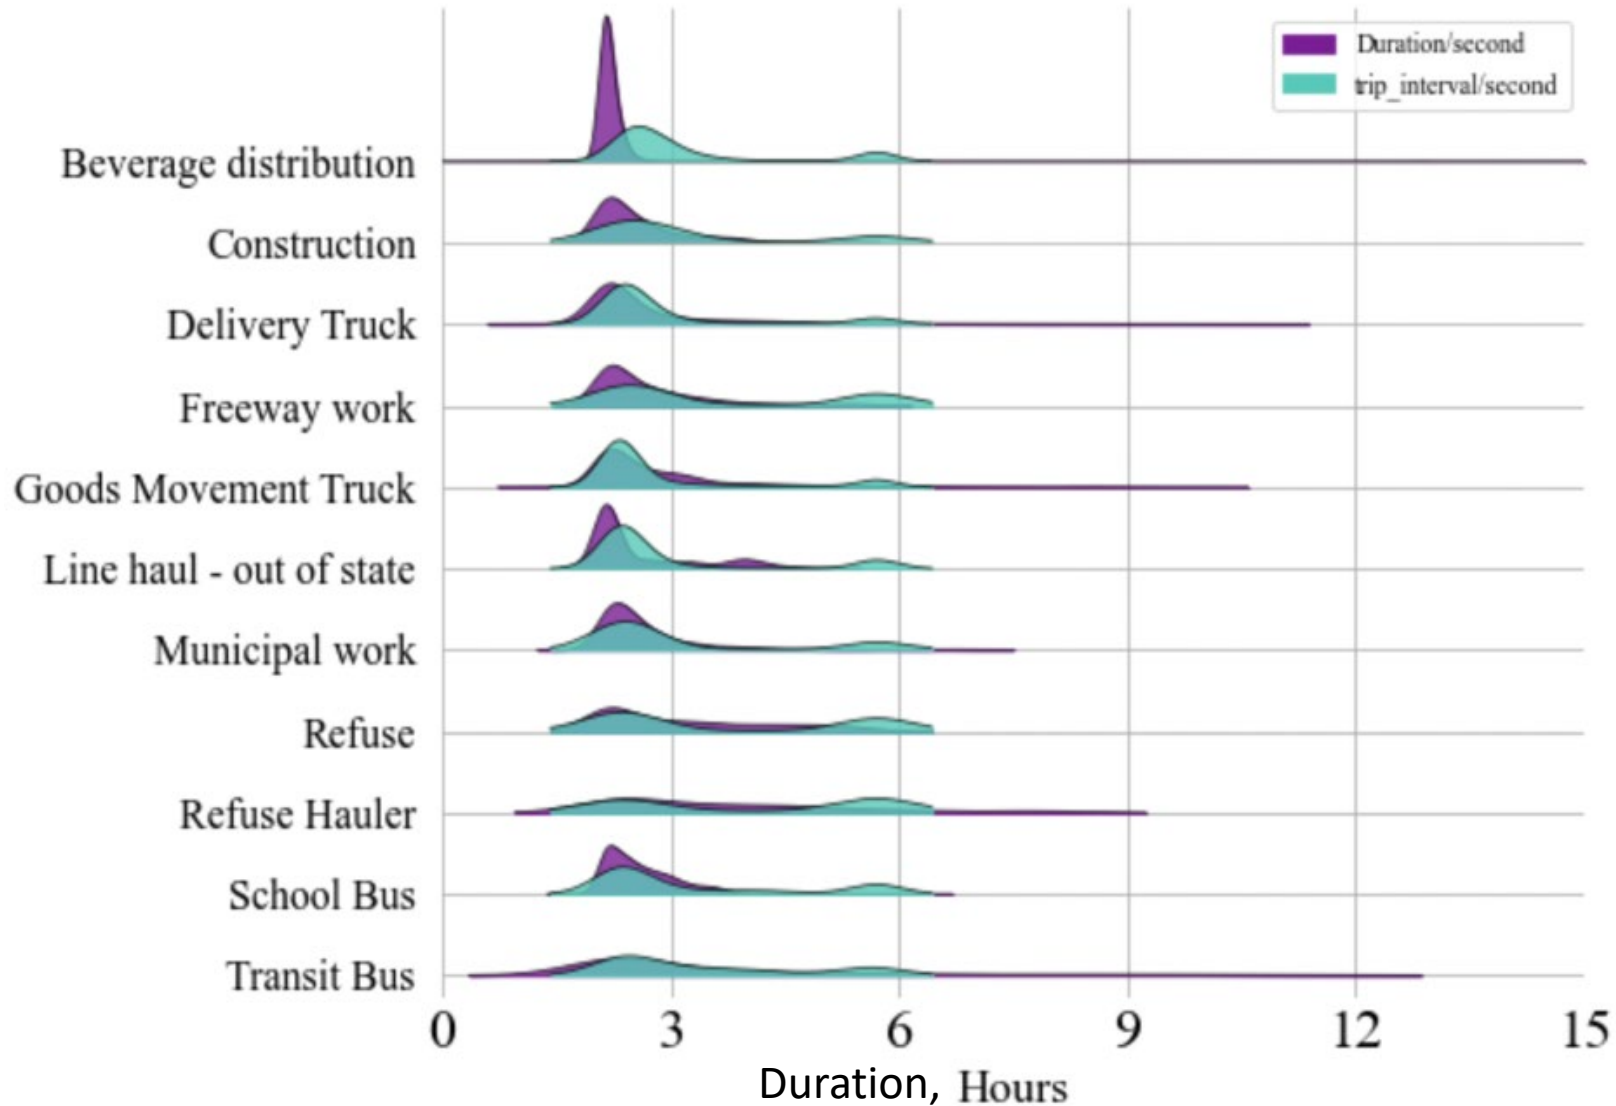 Duration/second
trip_interval/second
Beverage distribution
Construction
Delivery Truck
Freeway work
Goods Movement Truck
Line haul - out of state
Municipal work
Refuse
Refuse Hauler
School Bus
Transit Bus
0 3 6 9 12 15
Duration, Hours